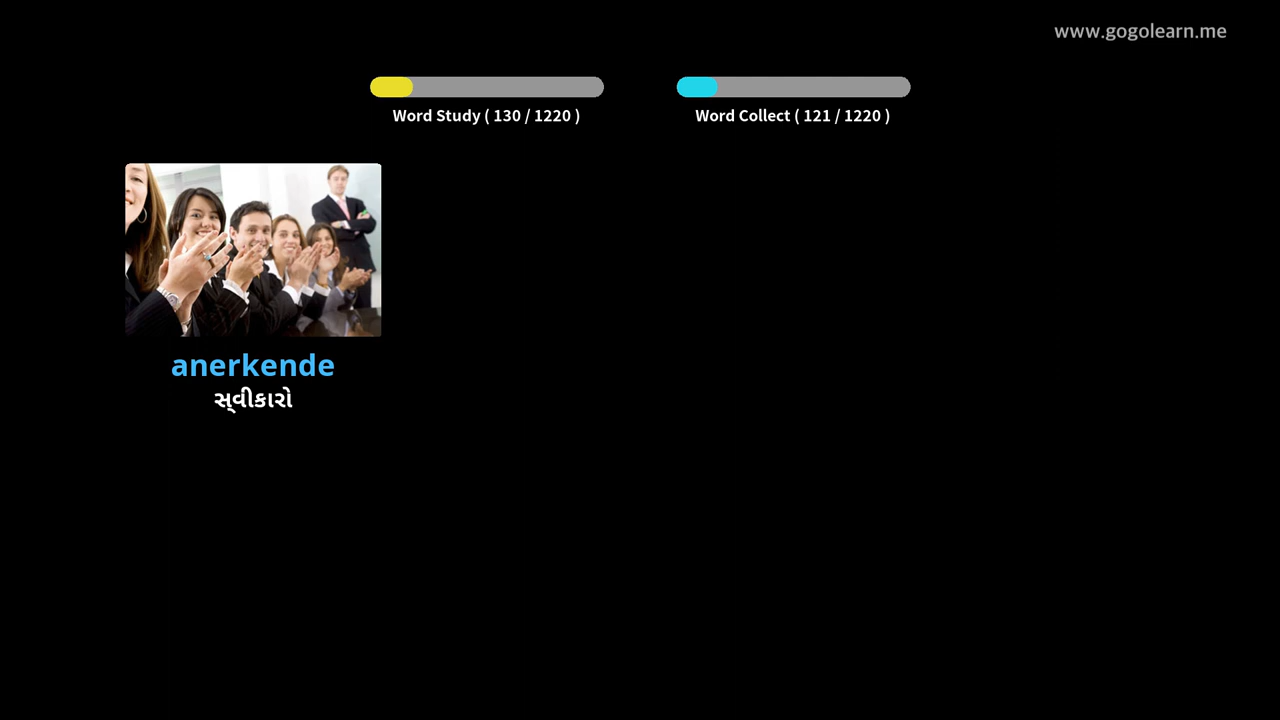 www.gogolearn.me
Word Study ( 130 / 1220 )
Word Collect ( 121 / 1220 )
anerkende
સ્વીકારો